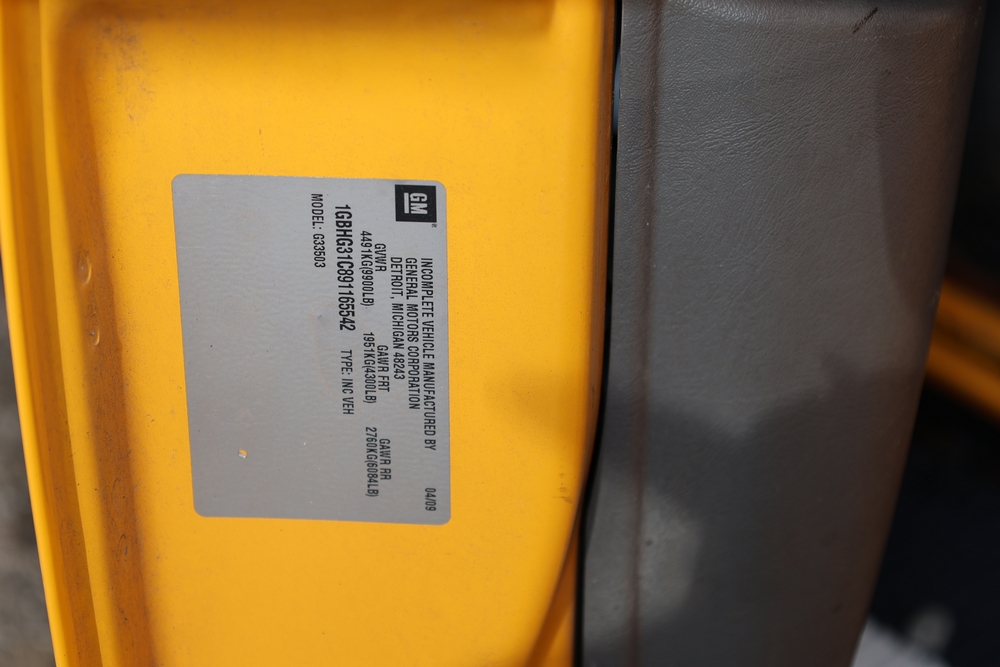 GM
INCOMPLETE VEHICLE MANUFACTURED BY
GENERAL MOTORS CORPORATION
DETROIT, MICHIGAN 48243
04/09
GVWR GAWR FRT GAWR RR
4491KG(9900LB) 1951KG(4300LB) 2760KG(6084LB)
1GBHG31C891165542 TYPE: INC VEH
MODEL: G33503